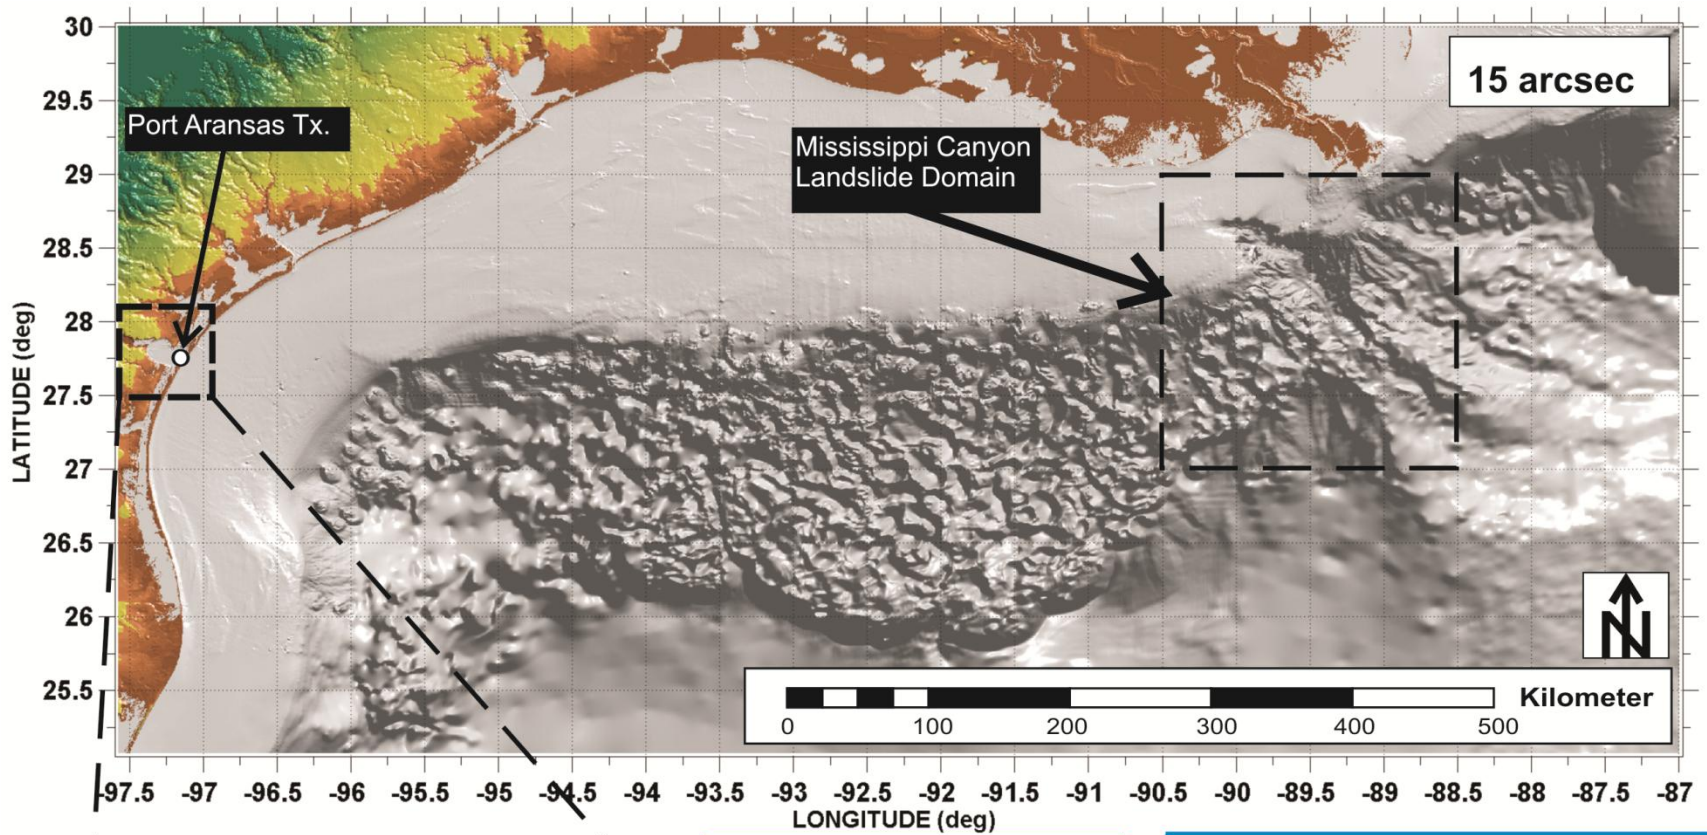 30
29.5
29
28.5
28
27.5
27
26.5
26
25.5
LATITUDE (deg)
15 arcsec
Port Aransas Tx.
Mississippi Canyon
Landslide Domain
N
Kilometer
0 100 200 300 400 500
-97.5 -97 -96.5 -96 -95.5 -95 -94.5 -94 -93.5 -93 -92.5 -92 -91.5 -91 -90.5 -90 -89.5 -89 -88.5 -88 -87.5 -87
LONGITUDE (deg)